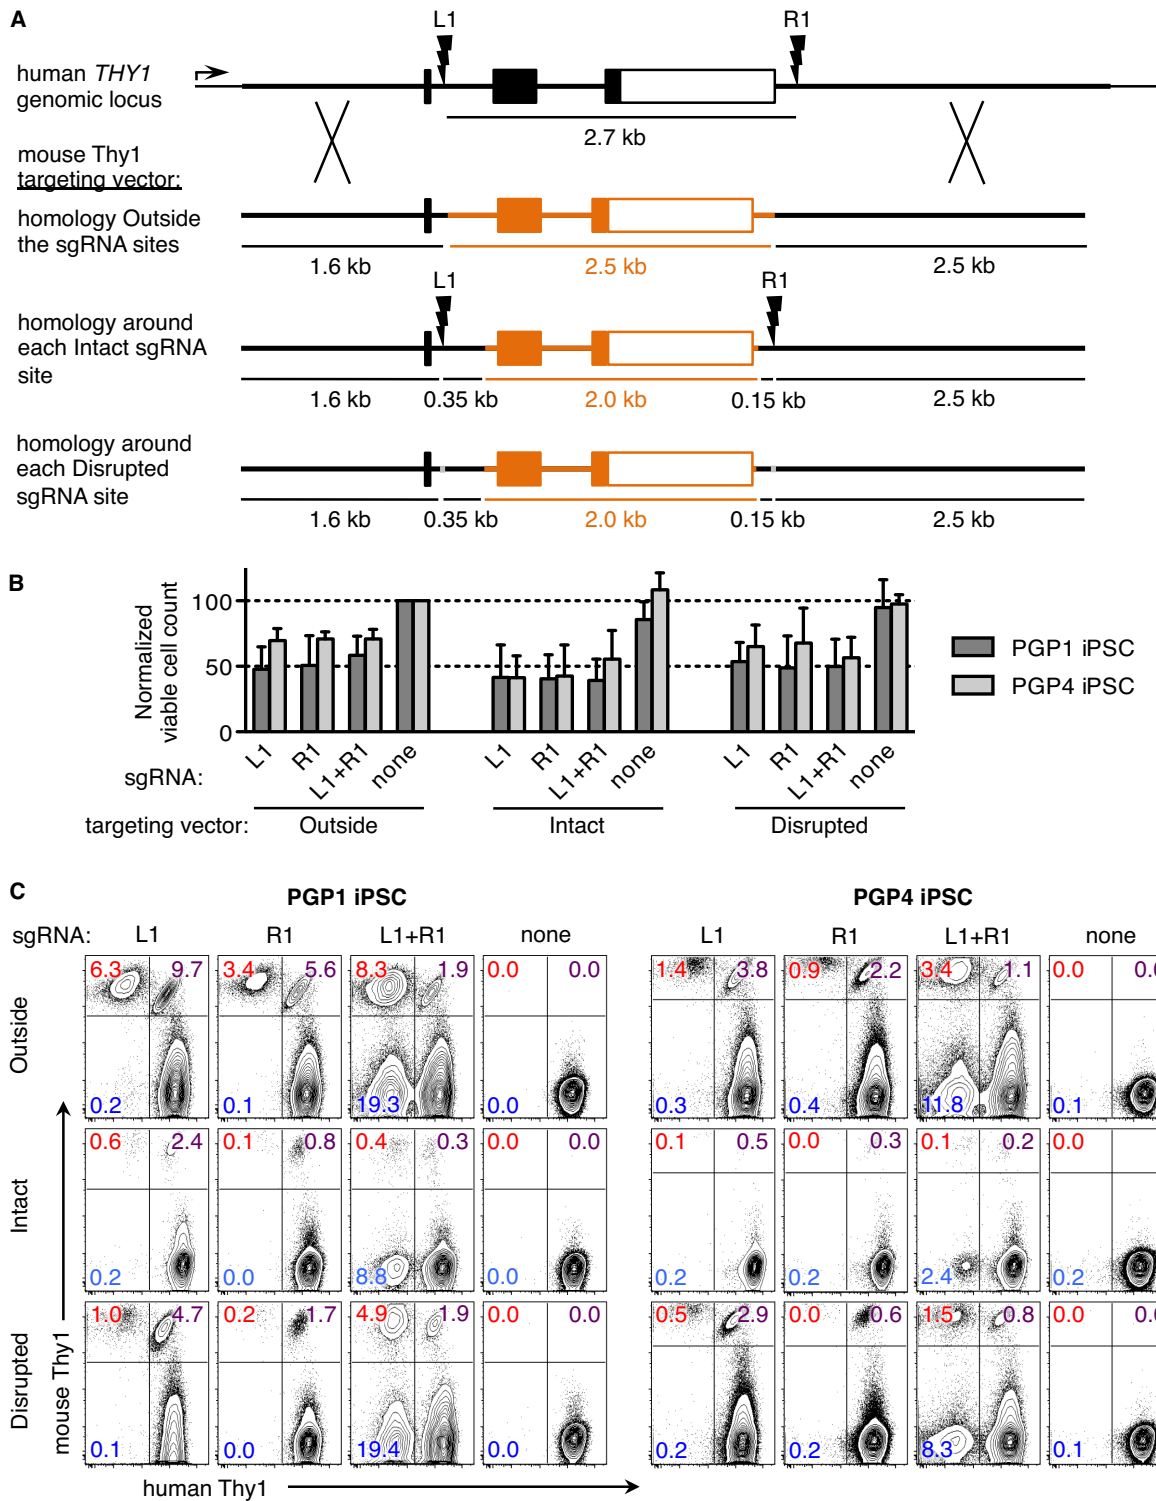 A
L1 R1
human THY1
genomic locus
2.7 kb
mouse Thy1
targeting vector:
homology Outside
the sgRNA sites
1.6 kb 2.5 kb 2.5 kb
L1 R1
homology around
each Intact sgRNA
site
1.6 kb 0.35 kb 2.0 kb 0.15 kb 2.5 kb
homology around
each Disrupted
sgRNA site
1.6 kb 0.35 kb 2.0 kb 0.15 kb 2.5 kb
B
Normalized
viable cell count
100
50
0
PGP1 iPSC
PGP4 iPSC
sgRNA:
L1 R1 L1+R1 none L1 R1 L1+R1 none L1 R1 L1+R1 none
targeting vector: Outside Intact Disrupted
C
PGP1 iPSC PGP4 iPSC
sgRNA: L1 R1 L1+R1 none L1 R1 L1+R1 none
Outside
6.3 9.7 3.4 5.6 8.3 1.9 0.0 0.0 1.4 3.8 0.9 2.2 3.4 1.1 0.0
0.2 0.1 19.3 0.0 0.3 0.4 11.8 0.1
Intact
0.6 2.4 0.1 0.8 0.4 0.3 0.0 0.0 0.1 0.5 0.0 0.3 0.1 0.2 0.0
0.2 0.0 8.8 0.0 0.2 0.2 2.4 0.2
Disrupted
1.0 4.7 0.2 1.7 4.9 1.9 0.0 0.0 0.5 2.9 0.0 0.6 1.5 0.8 0.0
0.1 0.0 19.4 0.0 0.2 0.2 8.3 0.1
mouse Thy1
human Thy1